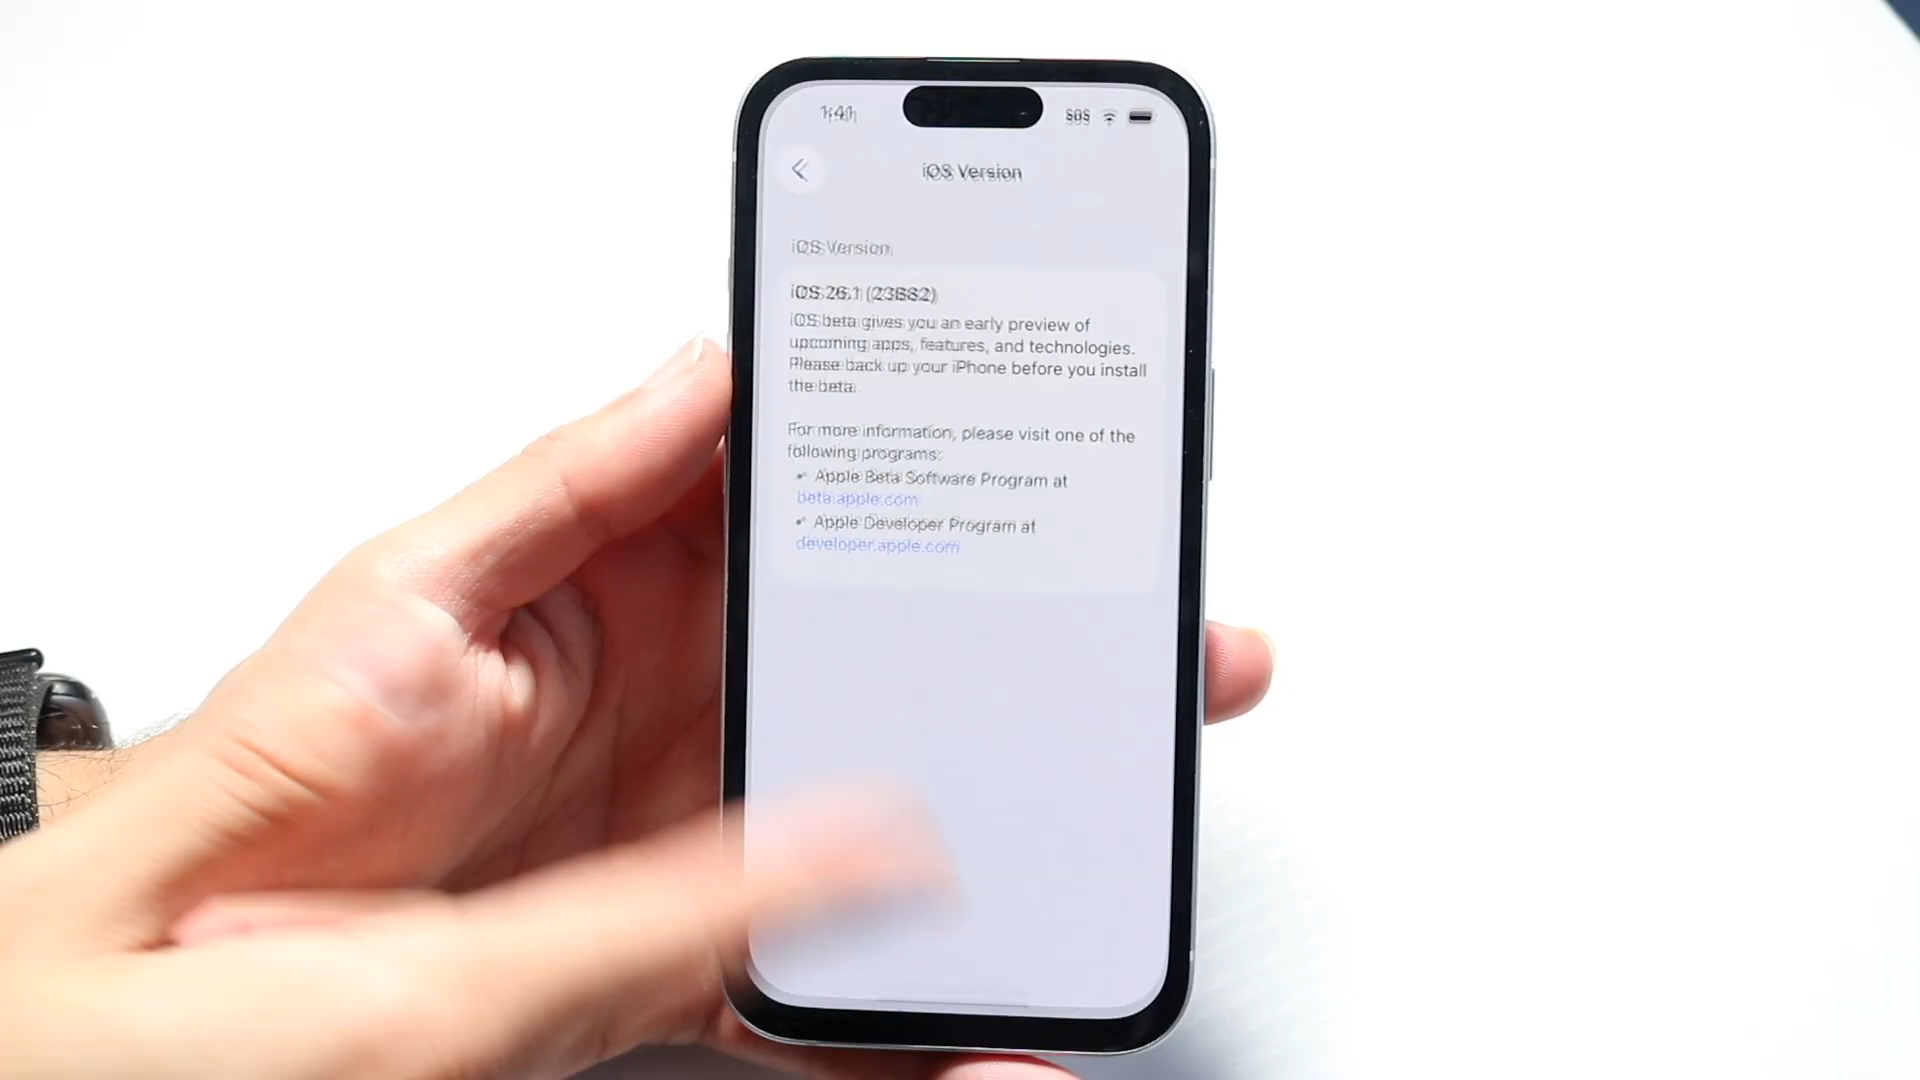 1:41
SOS
iOS Version
iOS Version
iOS 26.1 (23B82)
iOS beta gives you an early preview of
upcoming apps, features, and technologies.
Please back up your iPhone before you install
the beta.
For more information, please visit one of the
following programs:
• Apple Beta Software Program at
beta.apple.com
• Apple Developer Program at
developer.apple.com